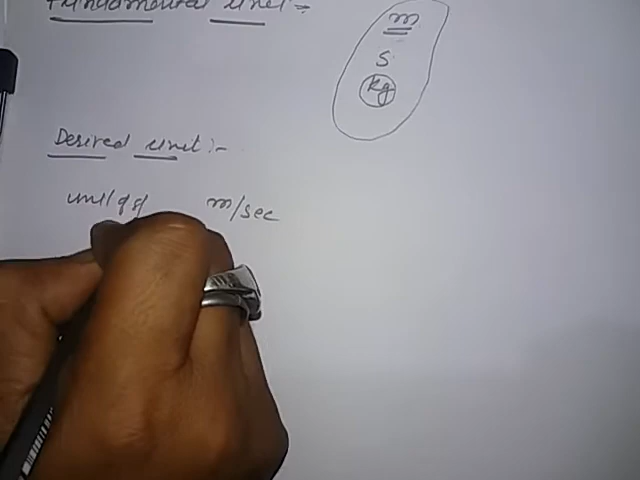 Fundamental unit :-
m
s
kg
Desired unit :-
m/sec